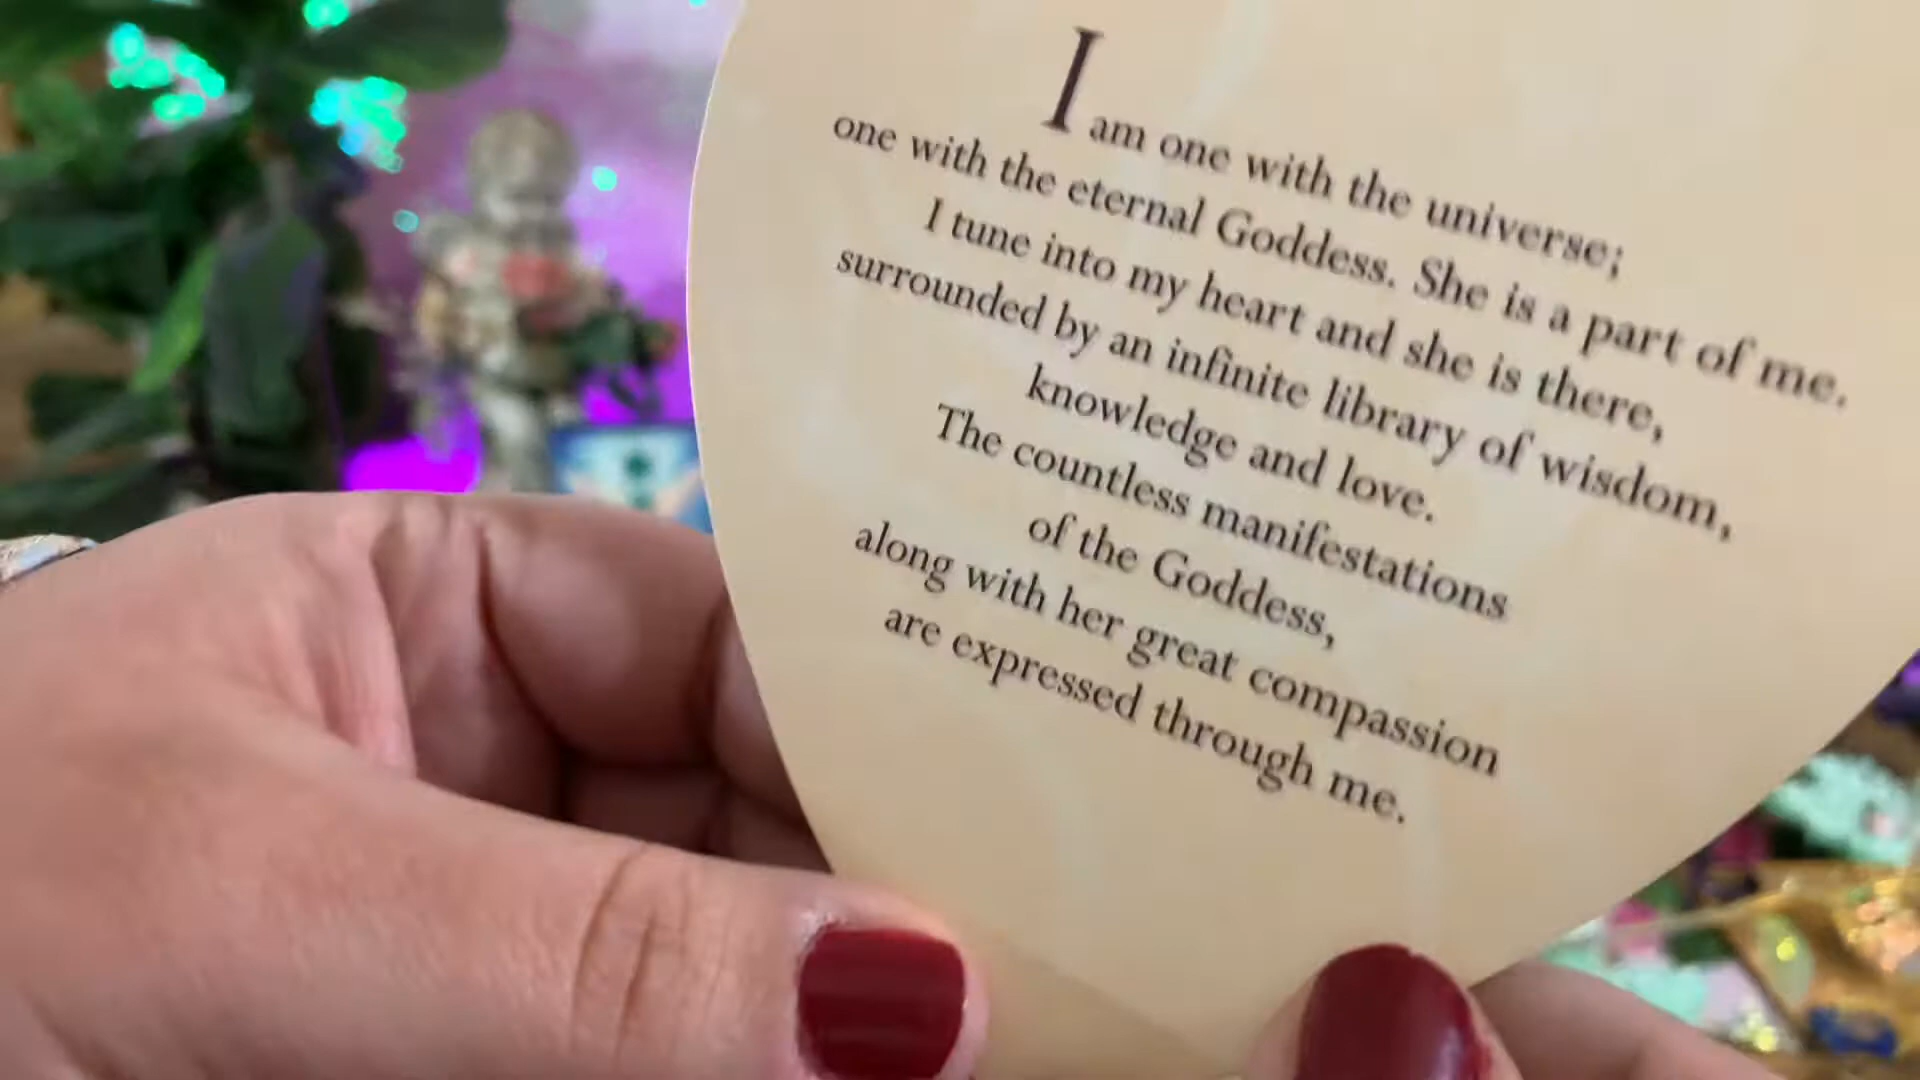 I am one with the universe;
one with the eternal Goddess. She is a part of me.
I tune into my heart and she is there,
surrounded by an infinite library of wisdom,
knowledge and love.
The countless manifestations
of the Goddess,
along with her great compassion
are expressed through me.